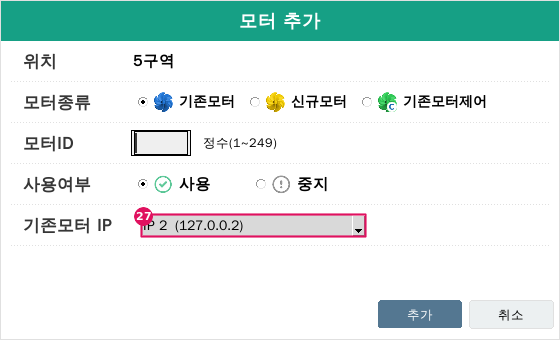 모터 추가
위치 5구역
모터종류 기존모터 신규모터 C 기존모터제어
모터ID 정수(1~249)
사용여부 사용 중지
기존모터 IP 27 IP 2 (127.0.0.2)
추가 취소